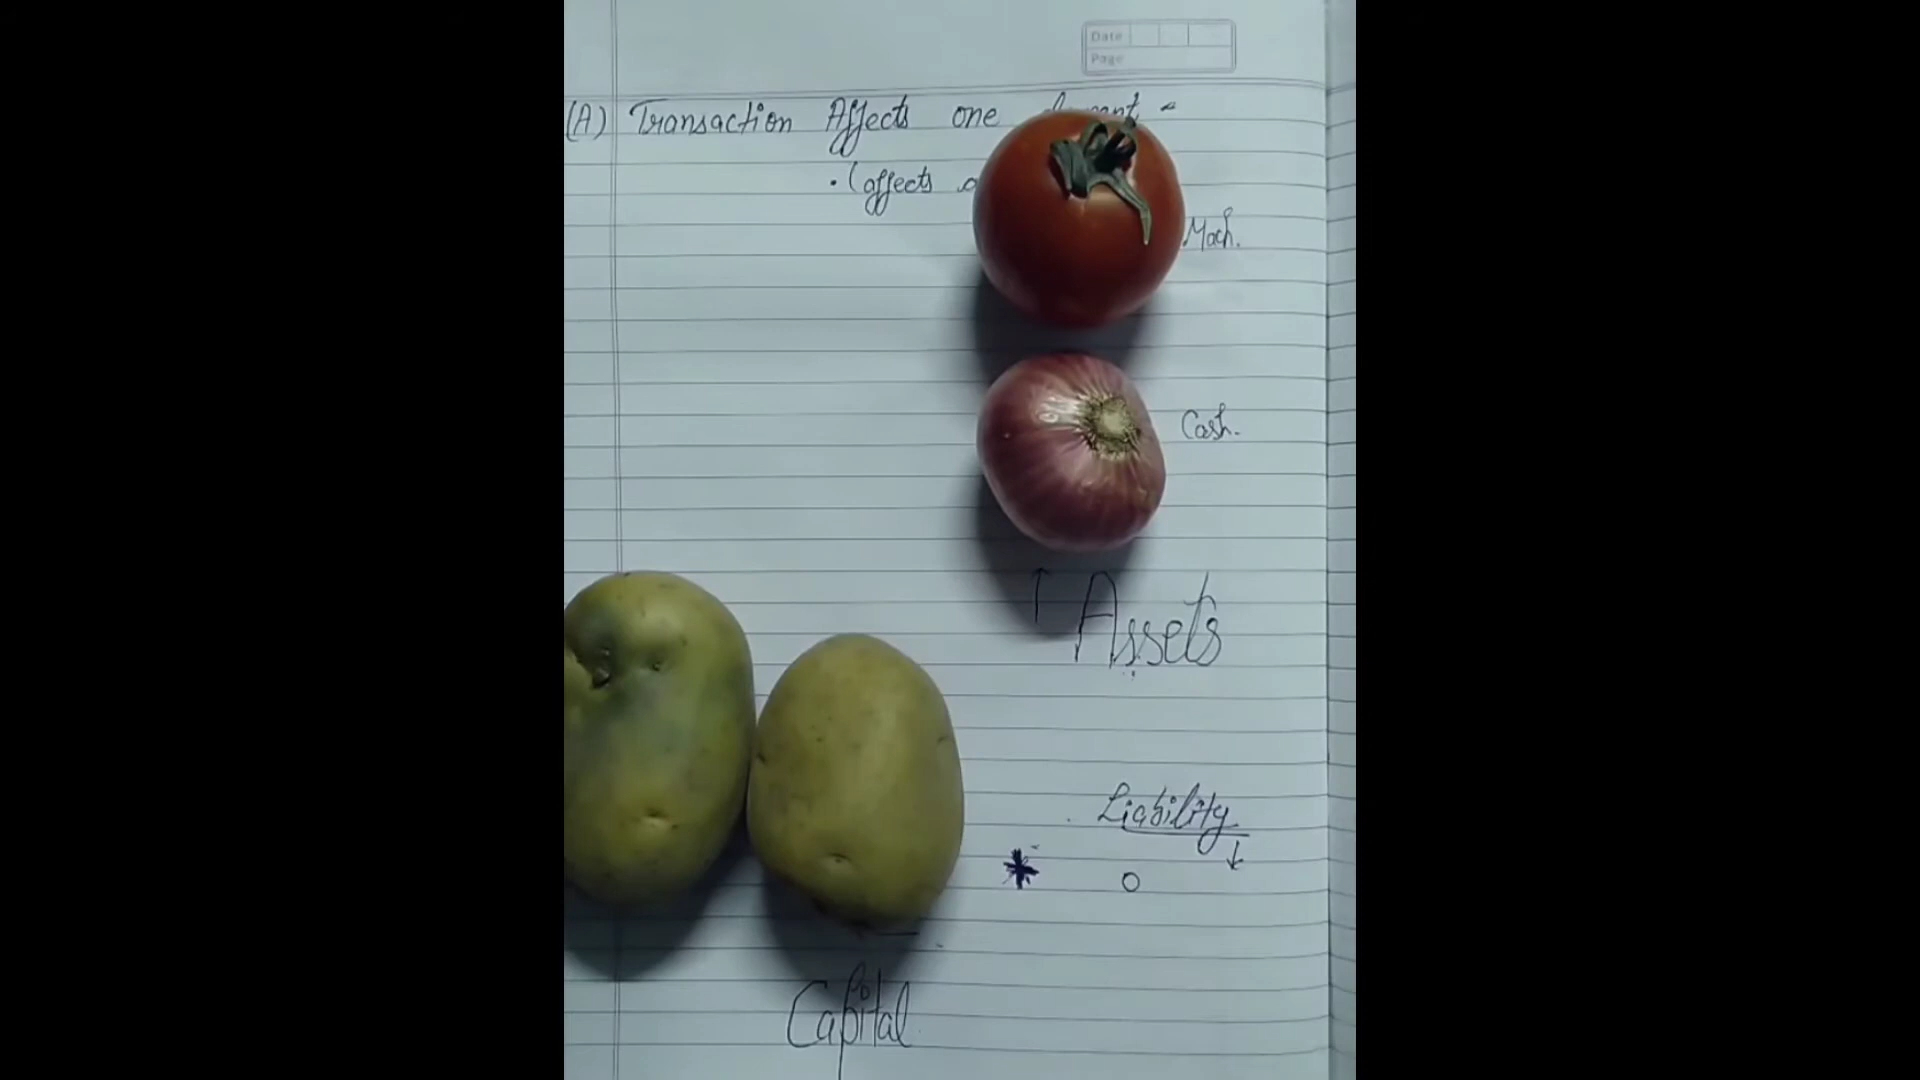 Date
Page
(A) Transaction Affects one
(affects
Mach.
Cash.
Assets
Liability
Capital